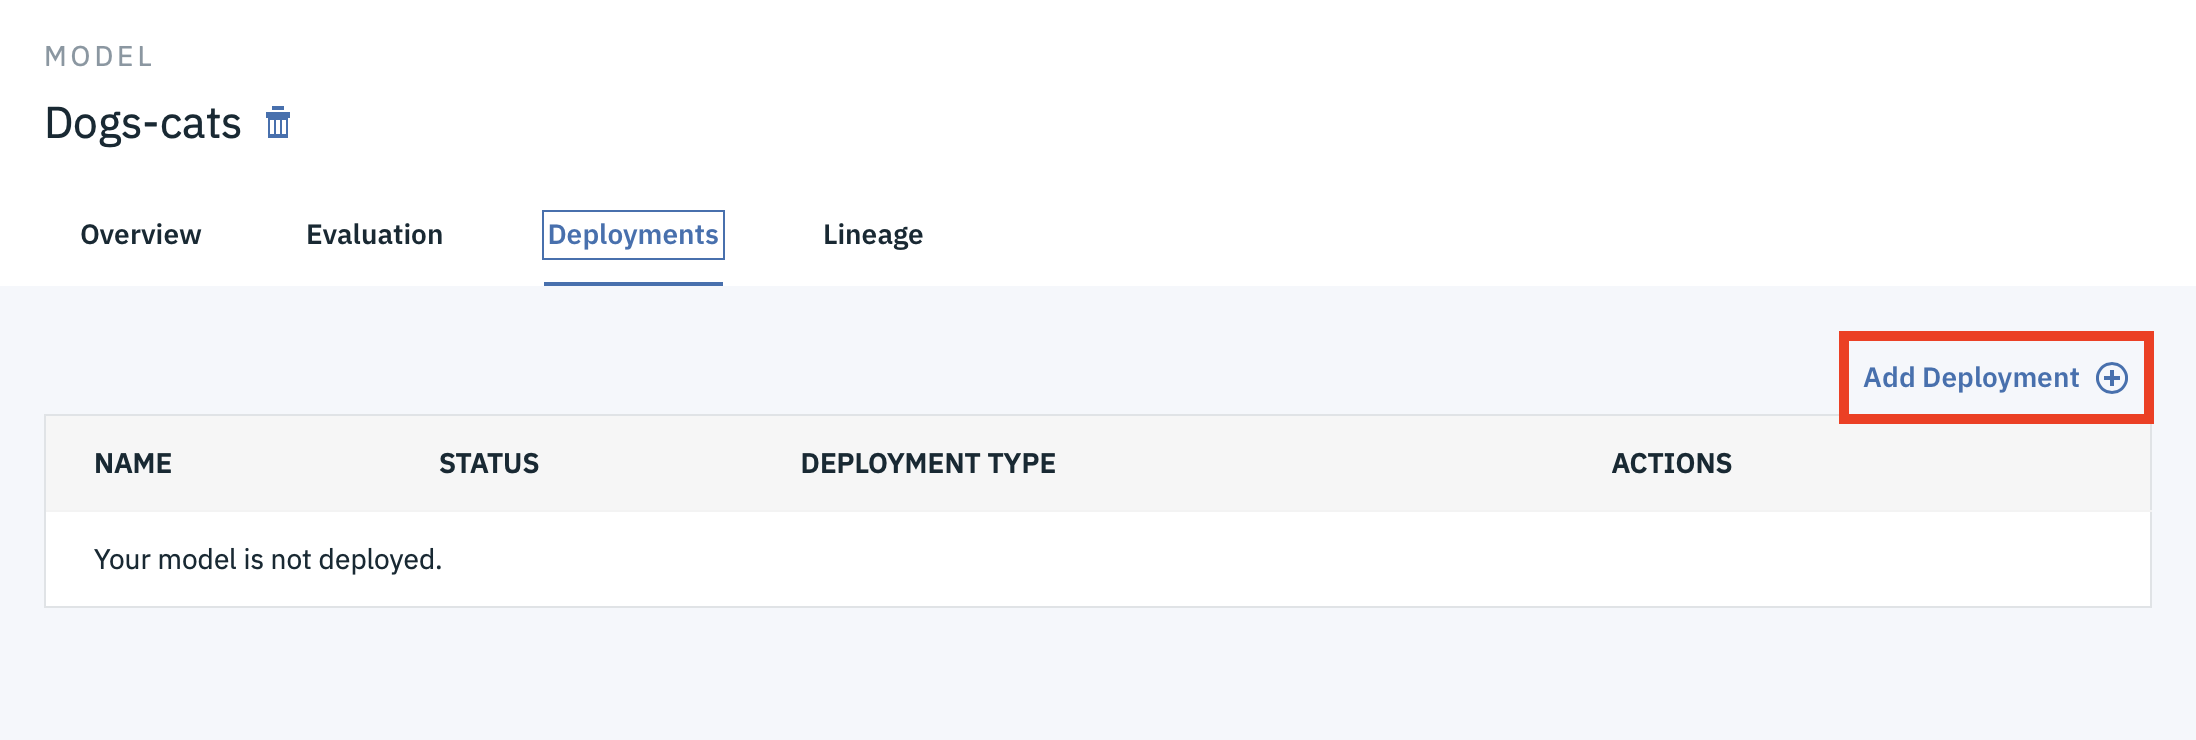 MODEL
Dogs-cats
Overview Evaluation Deployments Lineage
Add Deployment
NAME STATUS DEPLOYMENT TYPE ACTIONS
Your model is not deployed.